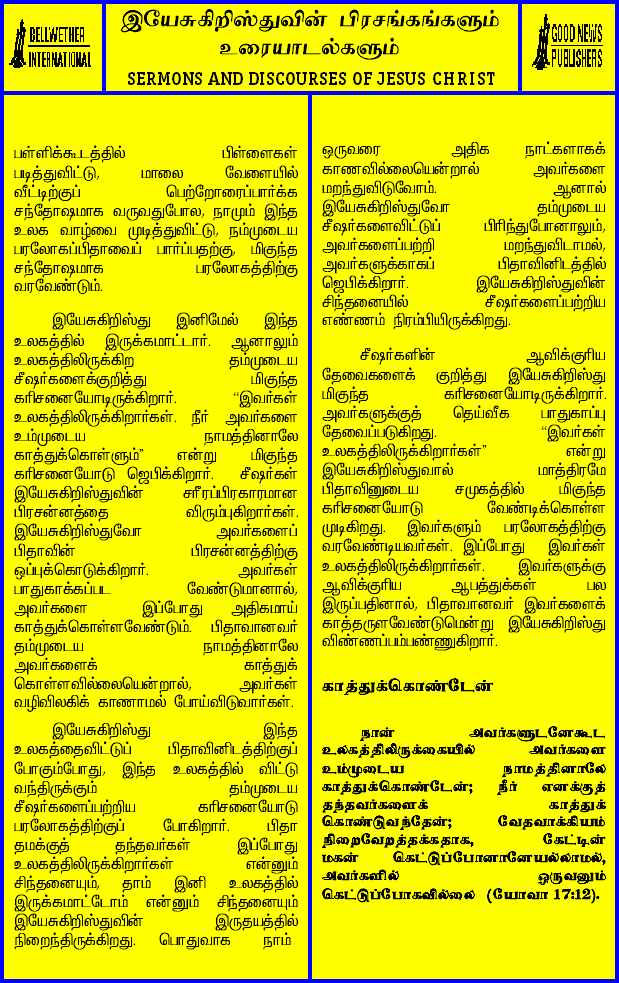 BELLWETHER
INTERNATIONAL
இயேசுகிறிஸ்துவின் பிரசங்கங்களும்
உரையாடல்களும்
SERMONS AND DISCOURSES OF JESUS CHRIST
GOOD NEWS
PUBLISHERS
பள்ளிக்கூடத்தில் பிள்ளைகள்
படித்துவிட்டு, மாலை வேளையில்
வீட்டிற்குப் பெற்றோரைப்பார்க்க
சந்தோஷமாக வருவதுபோல, நாமும் இந்த
உலக வாழ்வை முடித்துவிட்டு, நம்முடைய
பரலோகப்பிதாவைப் பார்ப்பதற்கு, மிகுந்த
சந்தோஷமாக பரலோகத்திற்கு
வரவேண்டும்.
இயேசுகிறிஸ்து இனிமேல் இந்த
உலகத்தில் இருக்கமாட்டார். ஆனாலும்
உலகத்திலிருக்கிற தம்முடைய
சீஷர்களைக்குறித்து மிகுந்த
கரிசனையோடிருக்கிறார். “இவர்கள்
உலகத்திலிருக்கிறார்கள். நீர் அவர்களை
உம்முடைய நாமத்தினாலே
காத்துக்கொள்ளும்” என்று மிகுந்த
கரிசனையோடு ஜெபிக்கிறார். சீஷர்கள்
இயேசுகிறிஸ்துவின் சரீரப்பிரகாரமான
பிரசன்னத்தை விரும்புகிறார்கள்.
இயேசுகிறிஸ்துவோ அவர்களைப்
பிதாவின் பிரசன்னத்திற்கு
ஒப்புக்கொடுக்கிறார். அவர்கள்
பாதுகாக்கப்பட வேண்டுமானால்,
அவர்களை இப்போது அதிகமாய்
காத்துக்கொள்ளவேண்டும். பிதாவானவர்
தம்முடைய நாமத்தினாலே
அவர்களைக் காத்துக்
கொள்ளவில்லையென்றால், அவர்கள்
வழிவிலகிக் காணாமல் போய்விடுவார்கள்.
இயேசுகிறிஸ்து இந்த
உலகத்தைவிட்டுப் பிதாவினிடத்திற்குப்
போகும்போது, இந்த உலகத்தில் விட்டு
வந்திருக்கும் தம்முடைய
சீஷர்களைப்பற்றிய கரிசனையோடு
பரலோகத்திற்குப் போகிறார். பிதா
தமக்குத் தந்தவர்கள் இப்போது
உலகத்திலிருக்கிறார்கள் என்னும்
சிந்தனையும், தாம் இனி உலகத்தில்
இருக்கமாட்டோம் என்னும் சிந்தனையும்
இயேசுகிறிஸ்துவின் இருதயத்தில்
நிறைந்திருக்கிறது. பொதுவாக நாம்
ஒருவரை அதிக நாட்களாகக்
காணவில்லையென்றால் அவர்களை
மறந்துவிடுவோம். ஆனால்
இயேசுகிறிஸ்துவோ தம்முடைய
சீஷர்களைவிட்டுப் பிரிந்துபோனாலும்,
அவர்களைப்பற்றி மறந்துவிடாமல்,
அவர்களுக்காகப் பிதாவினிடத்தில்
ஜெபிக்கிறார். இயேசுகிறிஸ்துவின்
சிந்தனையில் சீஷர்களைப்பற்றிய
எண்ணம் நிரம்பியிருக்கிறது.
சீஷர்களின் ஆவிக்குரிய
தேவைகளைக் குறித்து இயேசுகிறிஸ்து
மிகுந்த கரிசனையோடிருக்கிறார்.
அவர்களுக்குத் தெய்வீக பாதுகாப்பு
தேவைப்படுகிறது. “இவர்கள்
உலகத்திலிருக்கிறார்கள்” என்று
இயேசுகிறிஸ்துவால் மாத்திரமே
பிதாவினுடைய சமுகத்தில் மிகுந்த
கரிசனையோடு வேண்டிக்கொள்ள
முடிகிறது. இவர்களும் பரலோகத்திற்கு
வரவேண்டியவர்கள். இப்போது இவர்கள்
உலகத்திலிருக்கிறார்கள். இவர்களுக்கு
ஆவிக்குரிய ஆபத்துக்கள் பல
இருப்பதினால், பிதாவானவர் இவர்களைக்
காத்தருளவேண்டுமென்று இயேசுகிறிஸ்து
விண்ணப்பம்பண்ணுகிறார்.
காத்துக்கொண்டேன்
நான் அவர்களுடனேகூட
உலகத்திலிருக்கையில் அவர்களை
உம்முடைய நாமத்தினாலே
காத்துக்கொண்டேன்; நீர் எனக்குத்
தந்தவர்களைக் காத்துக்
கொண்டுவந்தேன்; வேதவாக்கியம்
நிறைவேறத்தக்கதாக, கேட்டின்
மகன் கெட்டுப்போனானேயல்லாமல்,
அவர்களில் ஒருவனும்
கெட்டுப்போகவில்லை (யோவா 17:12).